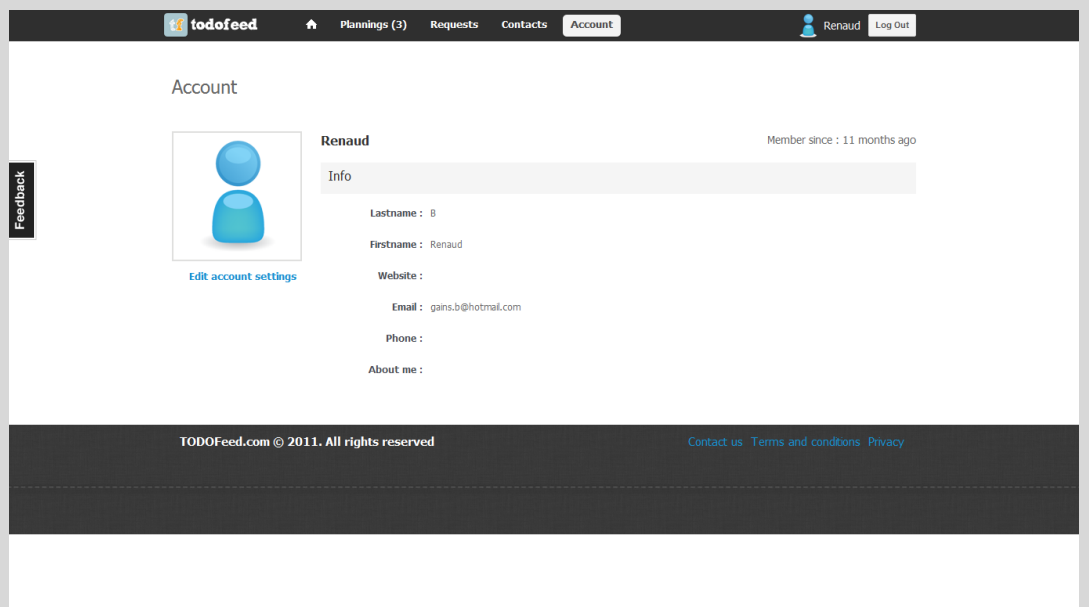 todofeed Plannings (3) Requests Contacts Account Renaud Log Out
Account
Feedback
Renaud Member since : 11 months ago
Info
Lastname : B
Firstname : Renaud
Website :
Email : gains.b@hotmail.com
Phone :
About me :
Edit account settings
TODOFeed.com © 2011. All rights reserved Contact us Terms and conditions Privacy